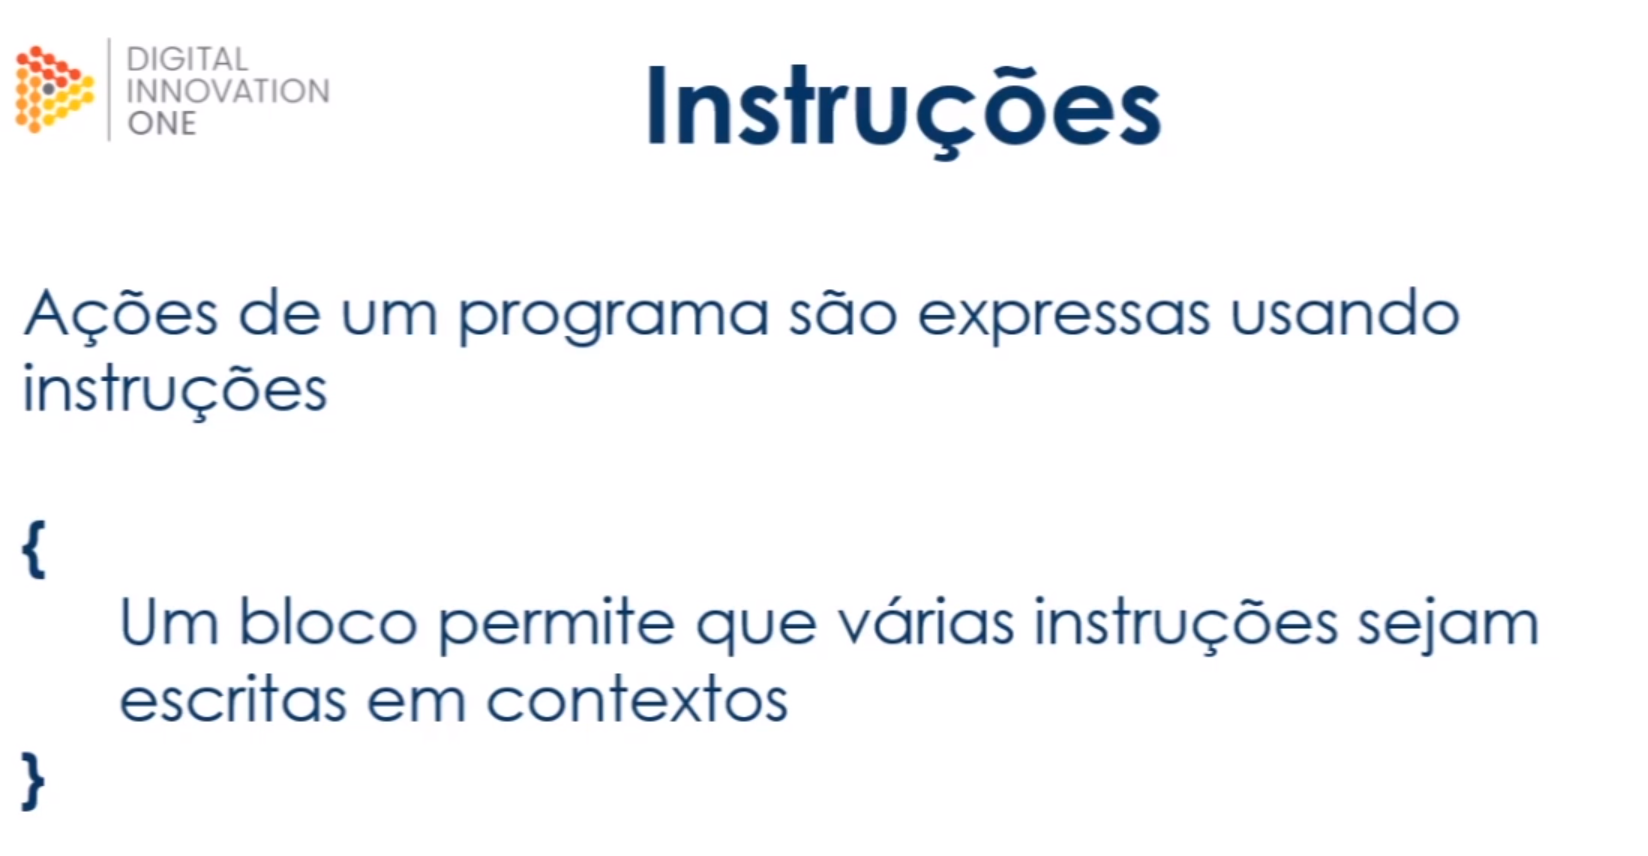 DIGITAL
INNOVATION
ONE
Instruções
Ações de um programa são expressas usando
instruções
{
Um bloco permite que várias instruções sejam
escritas em contextos
}